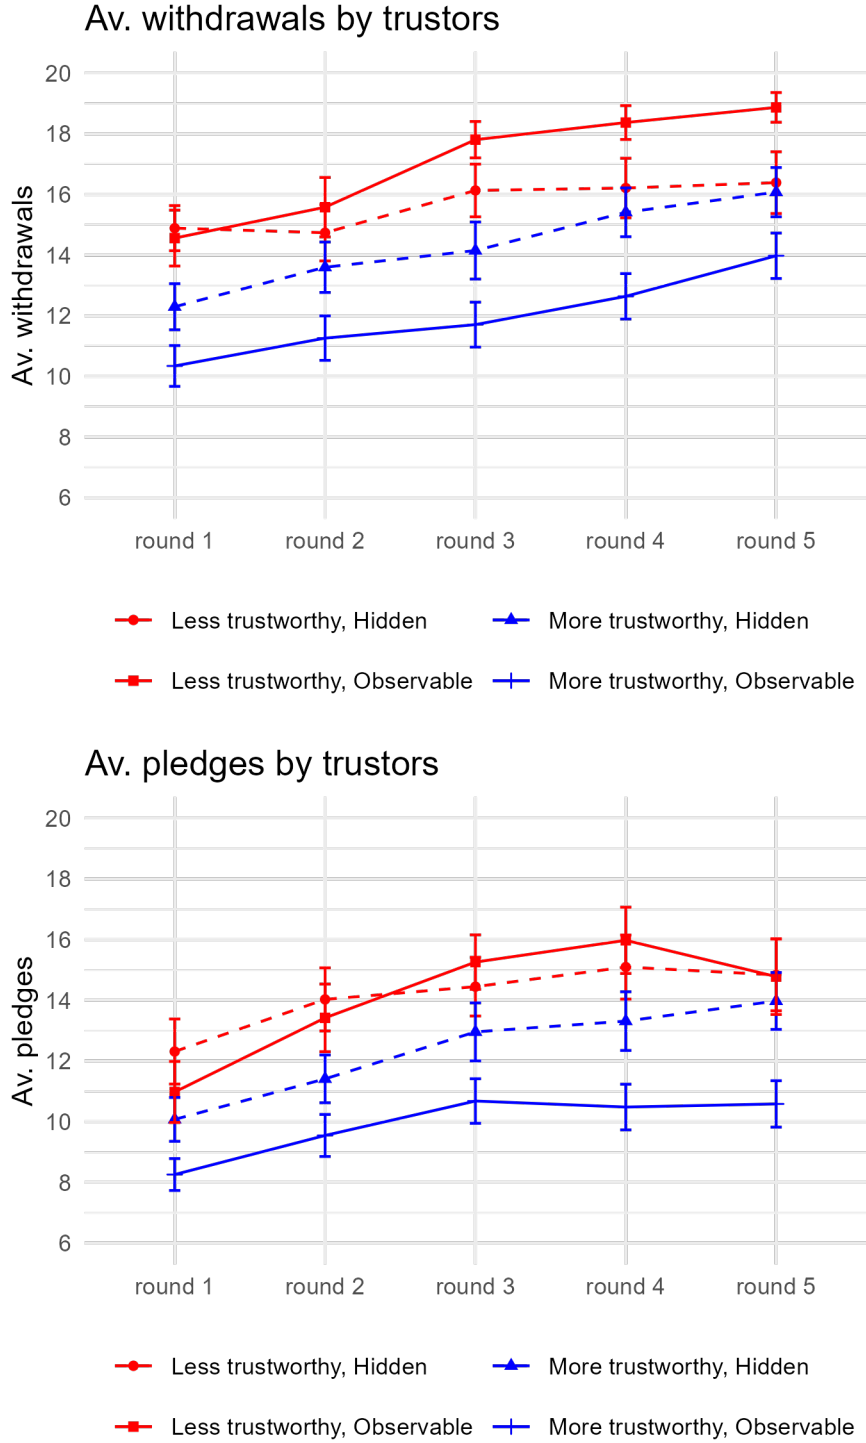 Av. withdrawals by trustors
Av. withdrawals
20
18
16
14
12
10
8
6
round 1 round 2 round 3 round 4 round 5
Less trustworthy, Hidden More trustworthy, Hidden
Less trustworthy, Observable More trustworthy, Observable
Av. pledges by trustors
Av. pledges
20
18
16
14
12
10
8
6
round 1 round 2 round 3 round 4 round 5
Less trustworthy, Hidden More trustworthy, Hidden
Less trustworthy, Observable More trustworthy, Observable